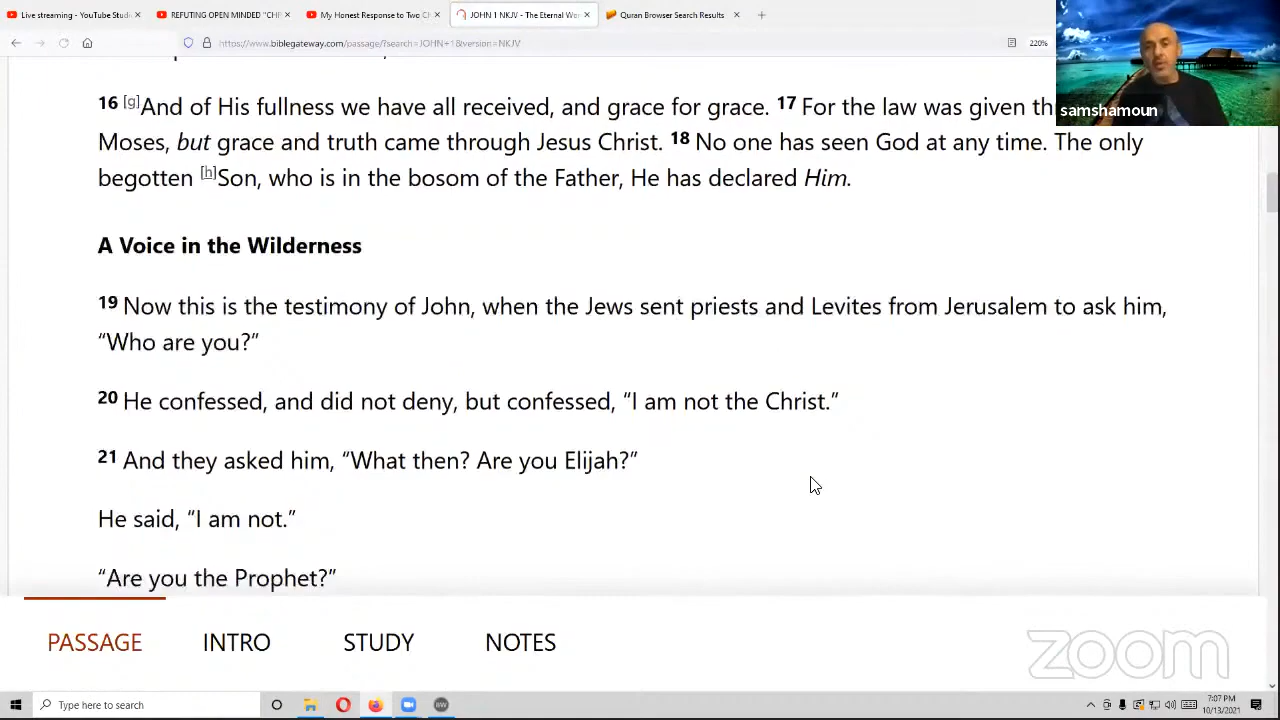 Live streaming - YouTube Studi
REFUTING OPEN MINDED "CHR
My Honest Response to Two Ch
JOHN 1 NKJV - The Eternal Wor
Quran Browser Search Results
220%
samshamoun
16 [g]And of His fullness we have all received, and grace for grace. 17 For the law was given th
Moses, but grace and truth came through Jesus Christ. 18 No one has seen God at any time. The only
begotten [h]Son, who is in the bosom of the Father, He has declared Him.
A Voice in the Wilderness
19 Now this is the testimony of John, when the Jews sent priests and Levites from Jerusalem to ask him,
“Who are you?”
20 He confessed, and did not deny, but confessed, “I am not the Christ.”
21 And they asked him, “What then? Are you Elijah?”
He said, “I am not.”
“Are you the Prophet?”
PASSAGE INTRO STUDY NOTES
zoom
Type here to search
7:07 PM
10/13/2021